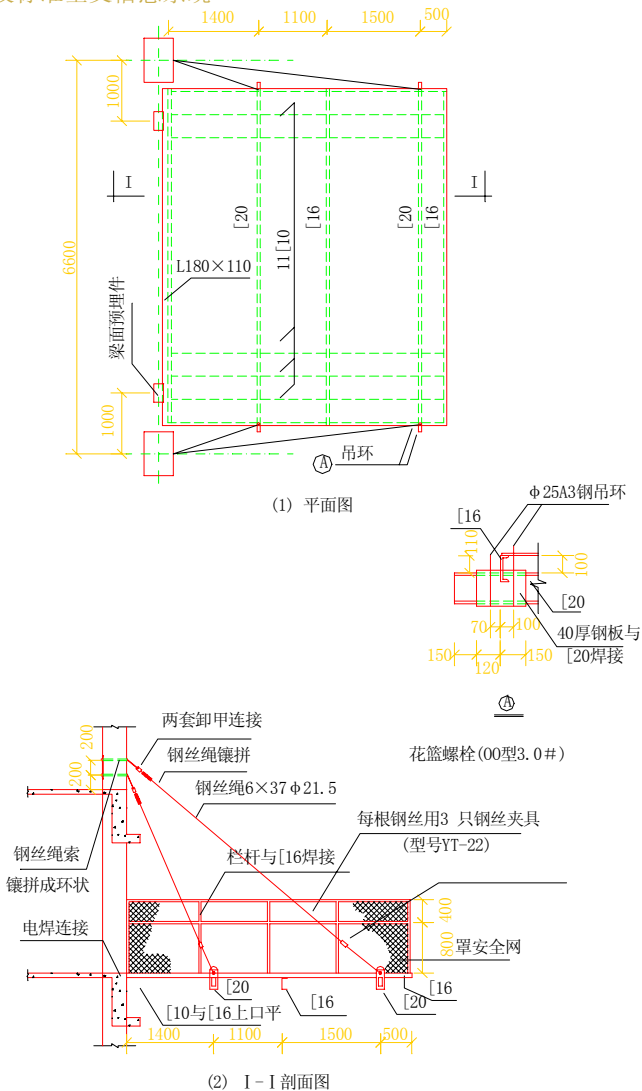 1400
1100
1500
500
1000
6600
I
I
[20
[16
[20
[16
11[10
L180×110
梁面预埋件
1000
A
吊环
(1) 平面图
φ25A3钢吊环
[16
110
100
[20
70
100
40厚钢板与
[20焊接
150
120
150
A
花篮螺栓(OO型3.0#)
两套卸甲连接
钢丝绳镶拼
钢丝绳6×37φ21.5
每根钢丝用3 只钢丝夹具
(型号YT-22)
200
200
钢丝绳索
镶拼成环状
栏杆与[16焊接
电焊连接
400
800
罩安全网
[20
[16
[20
[16
[10与[16上口平
1400
1100
1500
500
(2) I-I剖面图